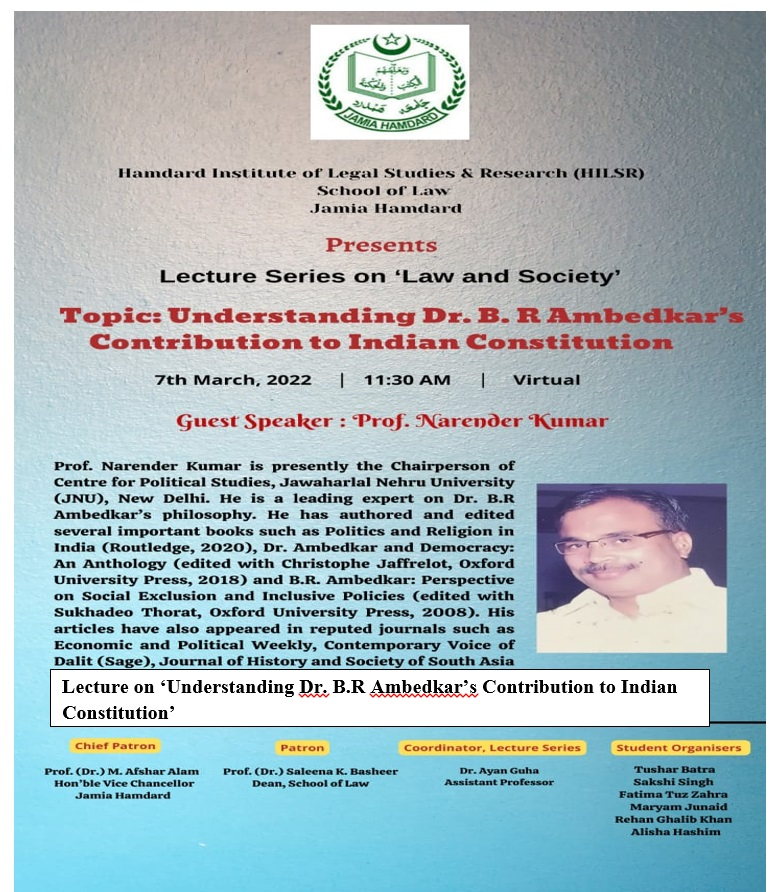 JAMIA HAMDARD
Hamdard Institute of Legal Studies & Research (HILSR)
School of Law
Jamia Hamdard
Presents
Lecture Series on ‘Law and Society’
Topic: Understanding Dr. B. R Ambedkar’s
Contribution to Indian Constitution
7th March, 2022 | 11:30 AM | Virtual
Guest Speaker : Prof. Narender Kumar
Prof. Narender Kumar is presently the Chairperson of
Centre for Political Studies, Jawaharlal Nehru University
(JNU), New Delhi. He is a leading expert on Dr. B.R
Ambedkar’s philosophy. He has authored and edited
several important books such as Politics and Religion in
India (Routledge, 2020), Dr. Ambedkar and Democracy:
An Anthology (edited with Christophe Jaffrelot, Oxford
University Press, 2018) and B.R. Ambedkar: Perspective
on Social Exclusion and Inclusive Policies (edited with
Sukhadeo Thorat, Oxford University Press, 2008). His
articles have also appeared in reputed journals such as
Economic and Political Weekly, Contemporary Voice of
Dalit (Sage), Journal of History and Society of South Asia
Lecture on ‘Understanding Dr. B.R Ambedkar’s Contribution to Indian
Constitution’
Chief Patron
Prof. (Dr.) M. Afshar Alam
Hon’ble Vice Chancellor
Jamia Hamdard
Patron
Prof. (Dr.) Saleena K. Basheer
Dean, School of Law
Coordinator, Lecture Series
Dr. Ayan Guha
Assistant Professor
Student Organisers
Tushar Batra
Sakshi Singh
Fatima Tuz Zahra
Maryam Junaid
Rehan Ghalib Khan
Alisha Hashim